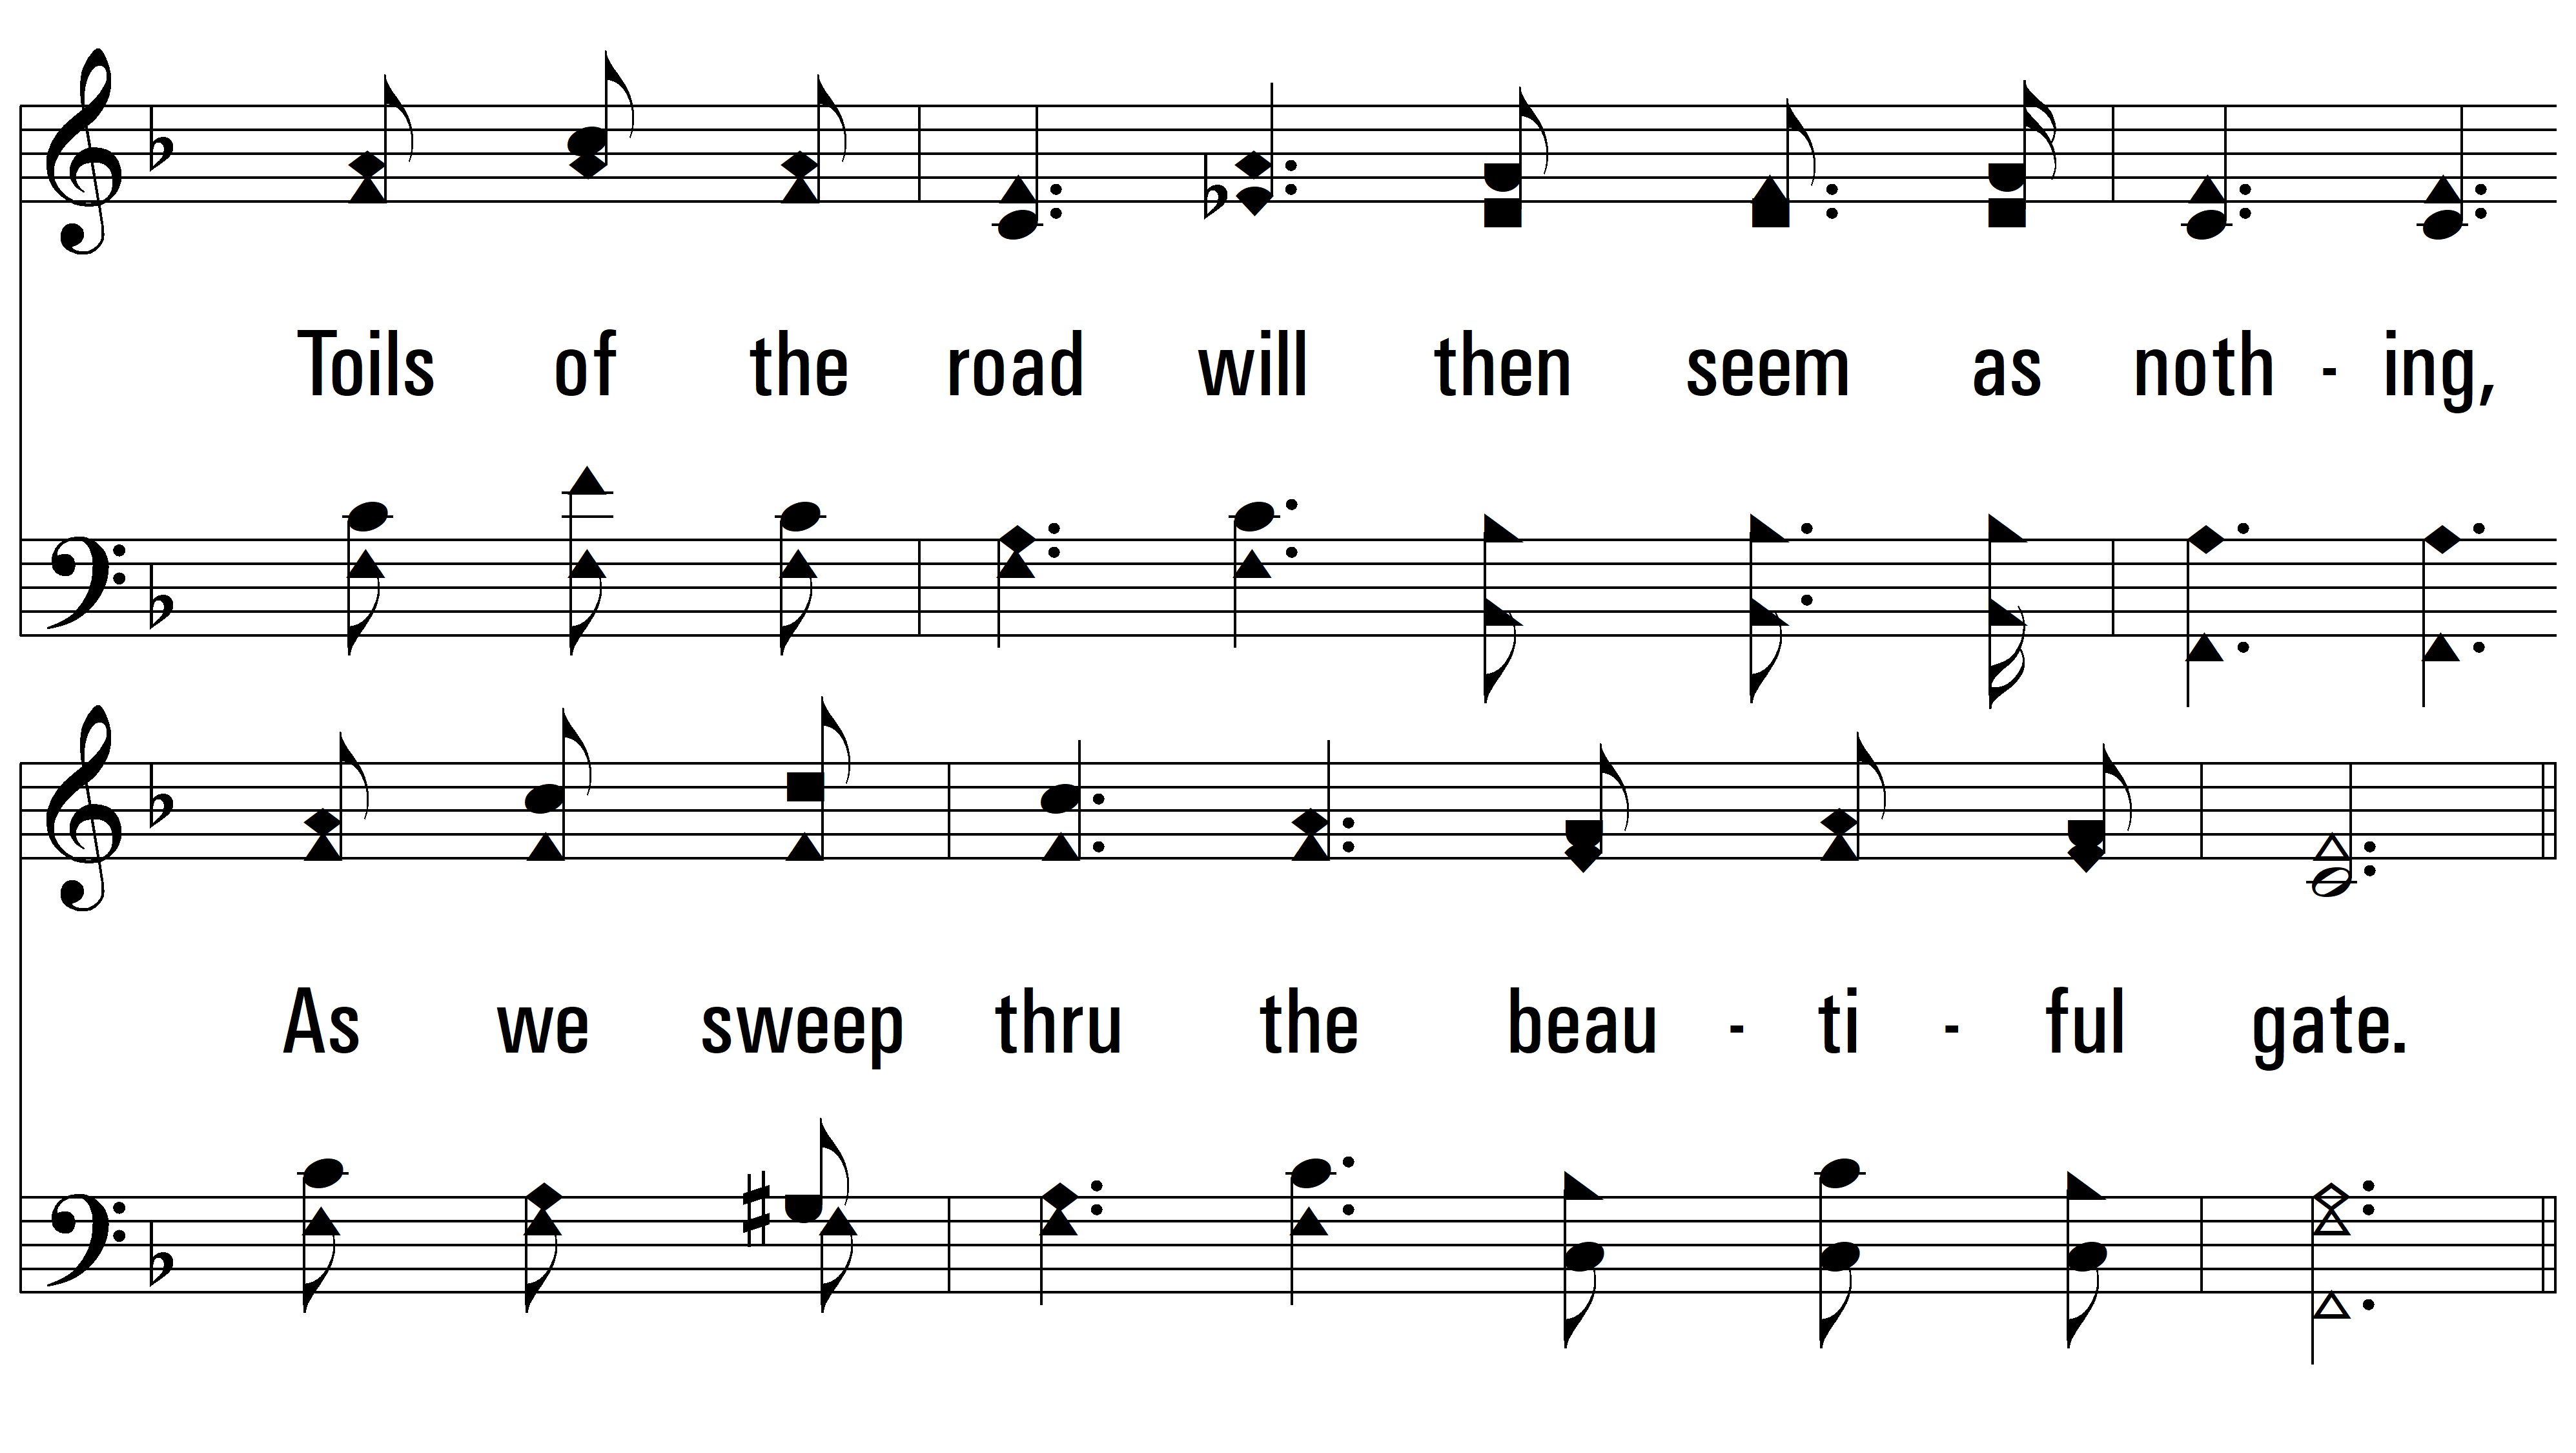 Toils of the road will then seem as noth - ing,
As we sweep thru the beau - ti - ful gate.